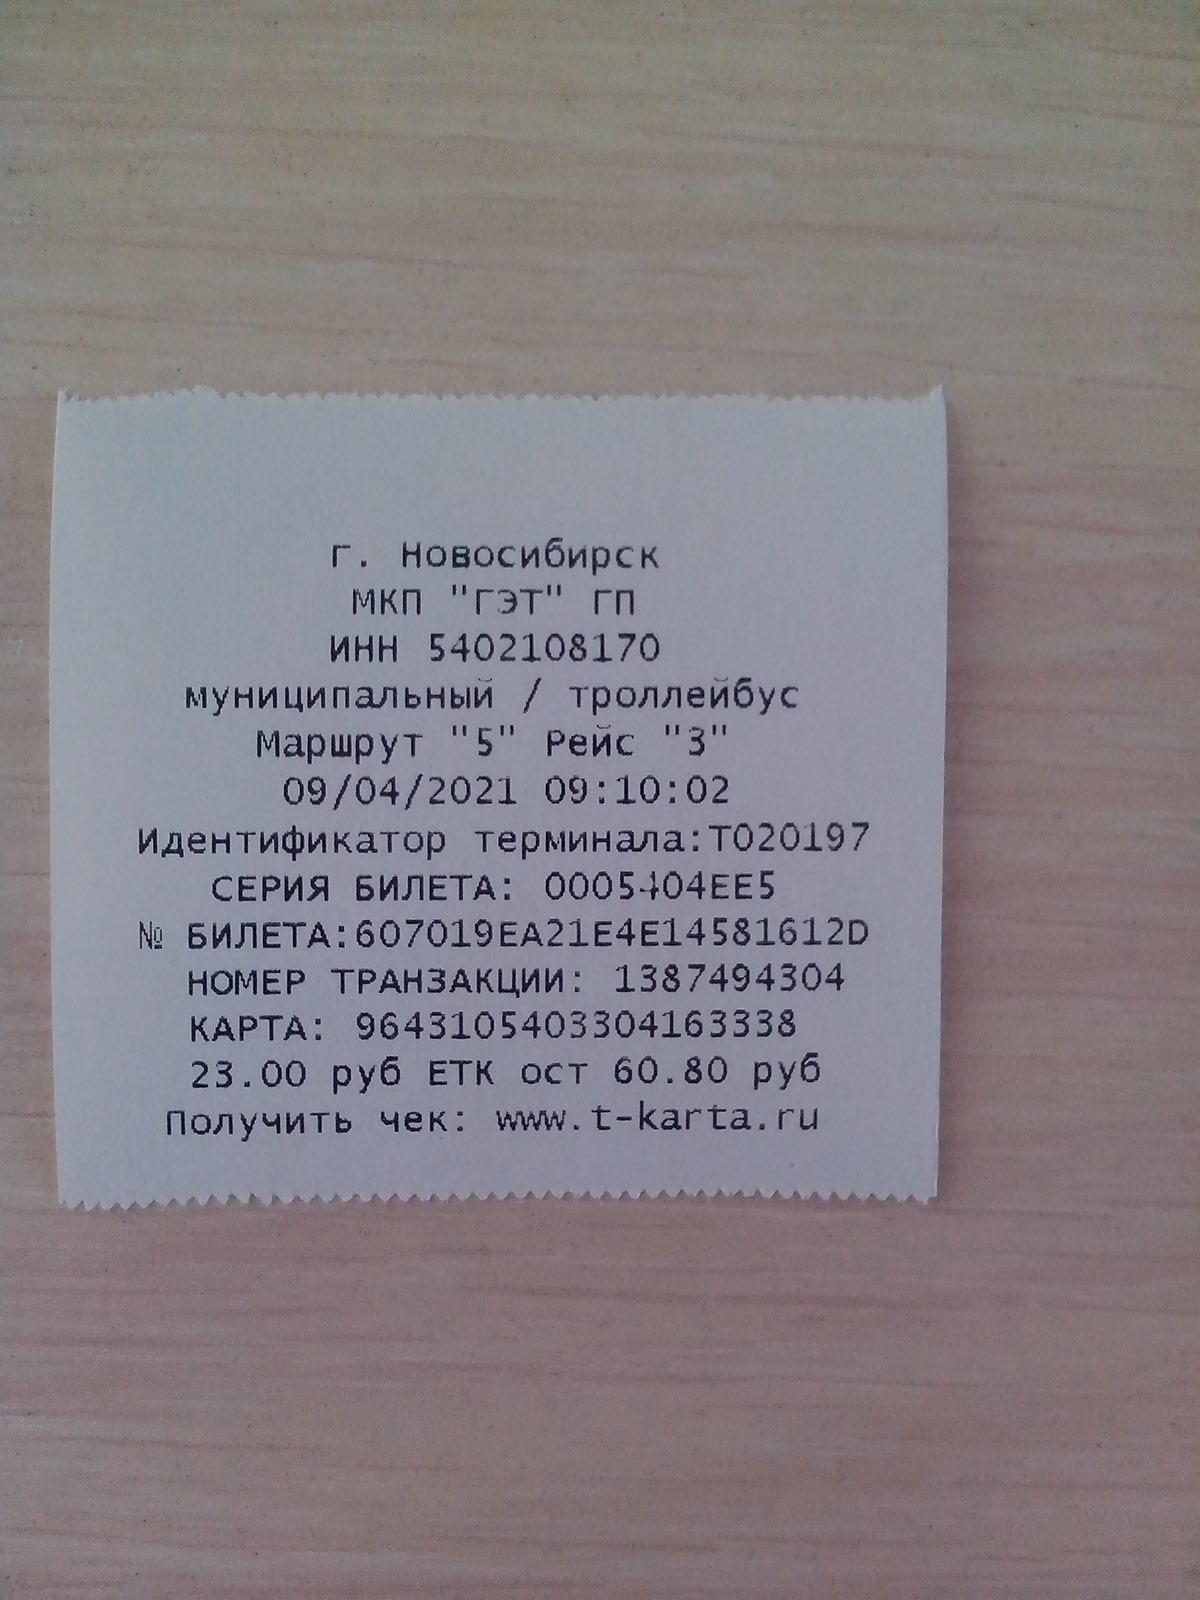 г. Новосибирск
МКП "ГЭТ" ГП
ИНН 5402108170
муниципальный / троллейбус
Маршрут "5" Рейс "3"
09/04/2021 09:10:02
Идентификатор терминала:T020197
СЕРИЯ БИЛЕТА: 0005404EE5
№ БИЛЕТА:607019EA21E4E14581612D
НОМЕР ТРАНЗАКЦИИ: 1387494304
КАРТА: 9643105403304163338
23.00 руб ЕТК ост 60.80 руб
Получить чек: www.t-karta.ru